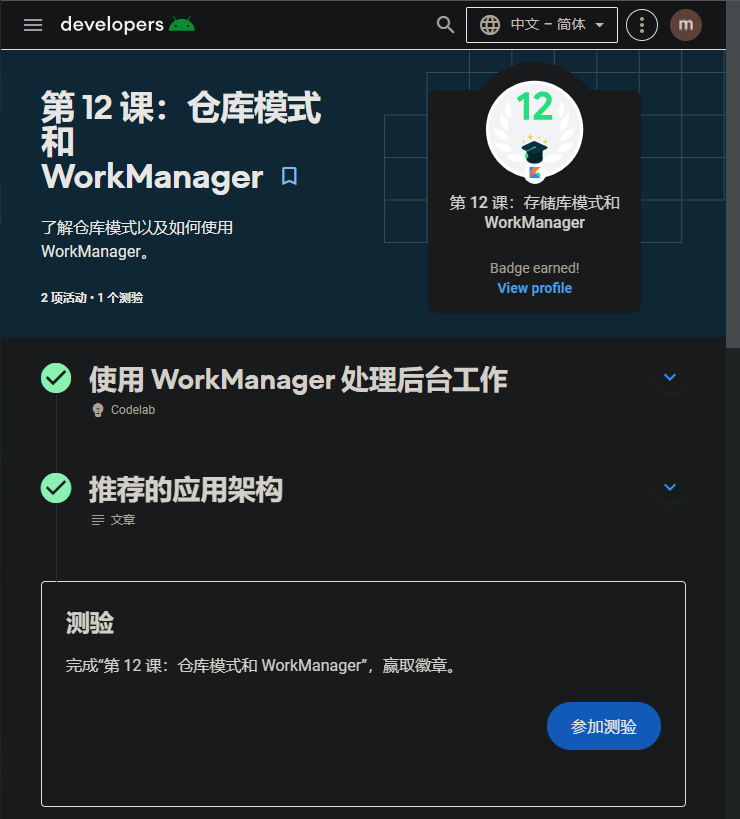 developers
中文 – 简体
m
第 12 课：仓库模式
和
WorkManager
了解仓库模式以及如何使用
WorkManager。
2 项活动 • 1 个测验
12
第 12 课：存储库模式和
WorkManager
Badge earned!
View profile
使用 WorkManager 处理后台工作
Codelab
推荐的应用架构
文章
测验
完成“第 12 课：仓库模式和 WorkManager”，赢取徽章。
参加测验